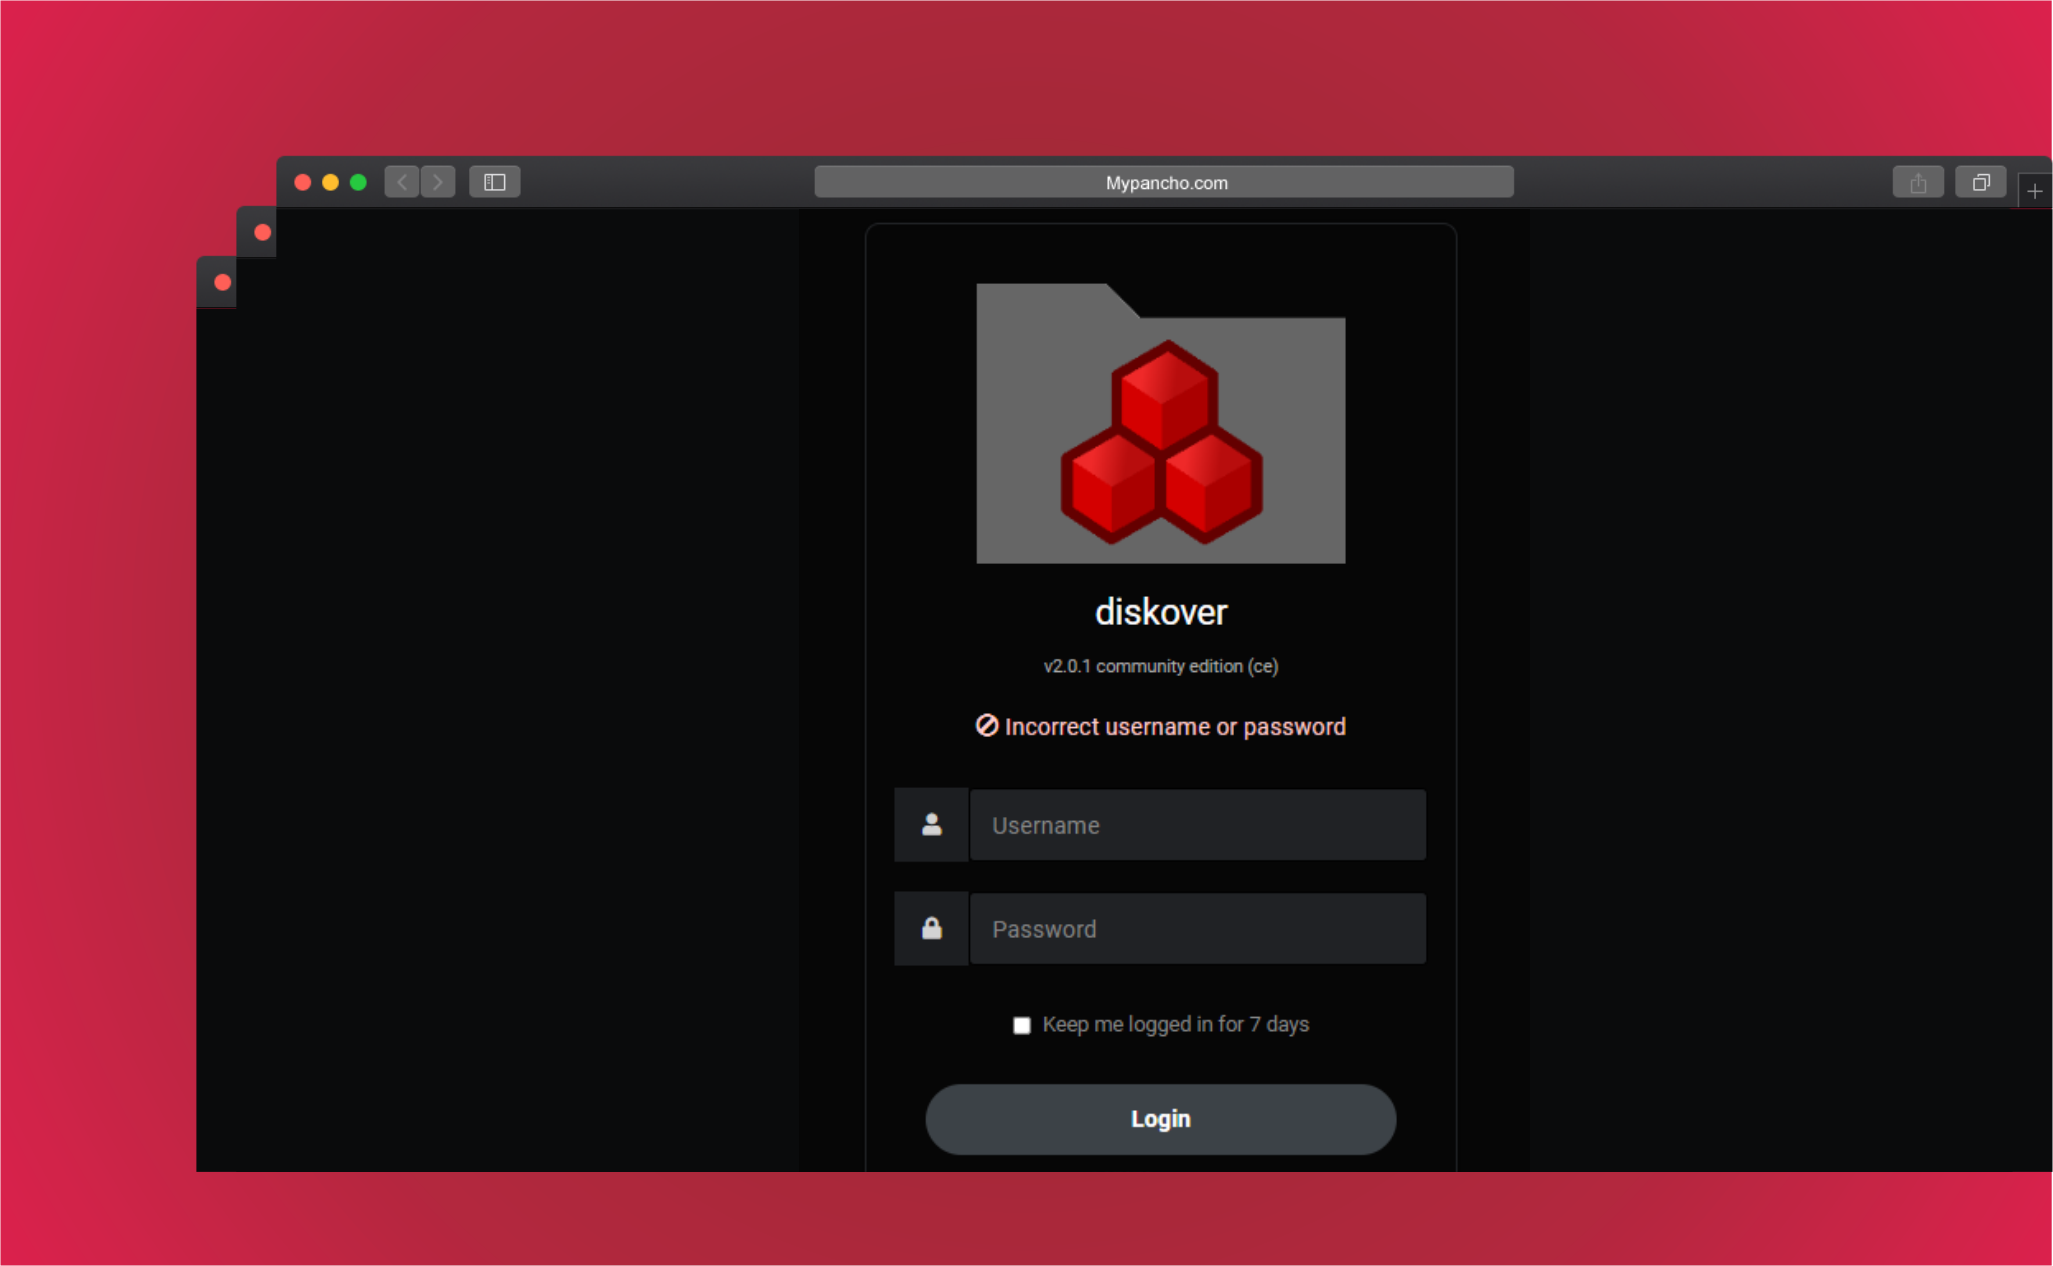 Mypancho.com
diskover
v2.0.1 community edition (ce)
Incorrect username or password
Username
Password
Keep me logged in for 7 days
Login